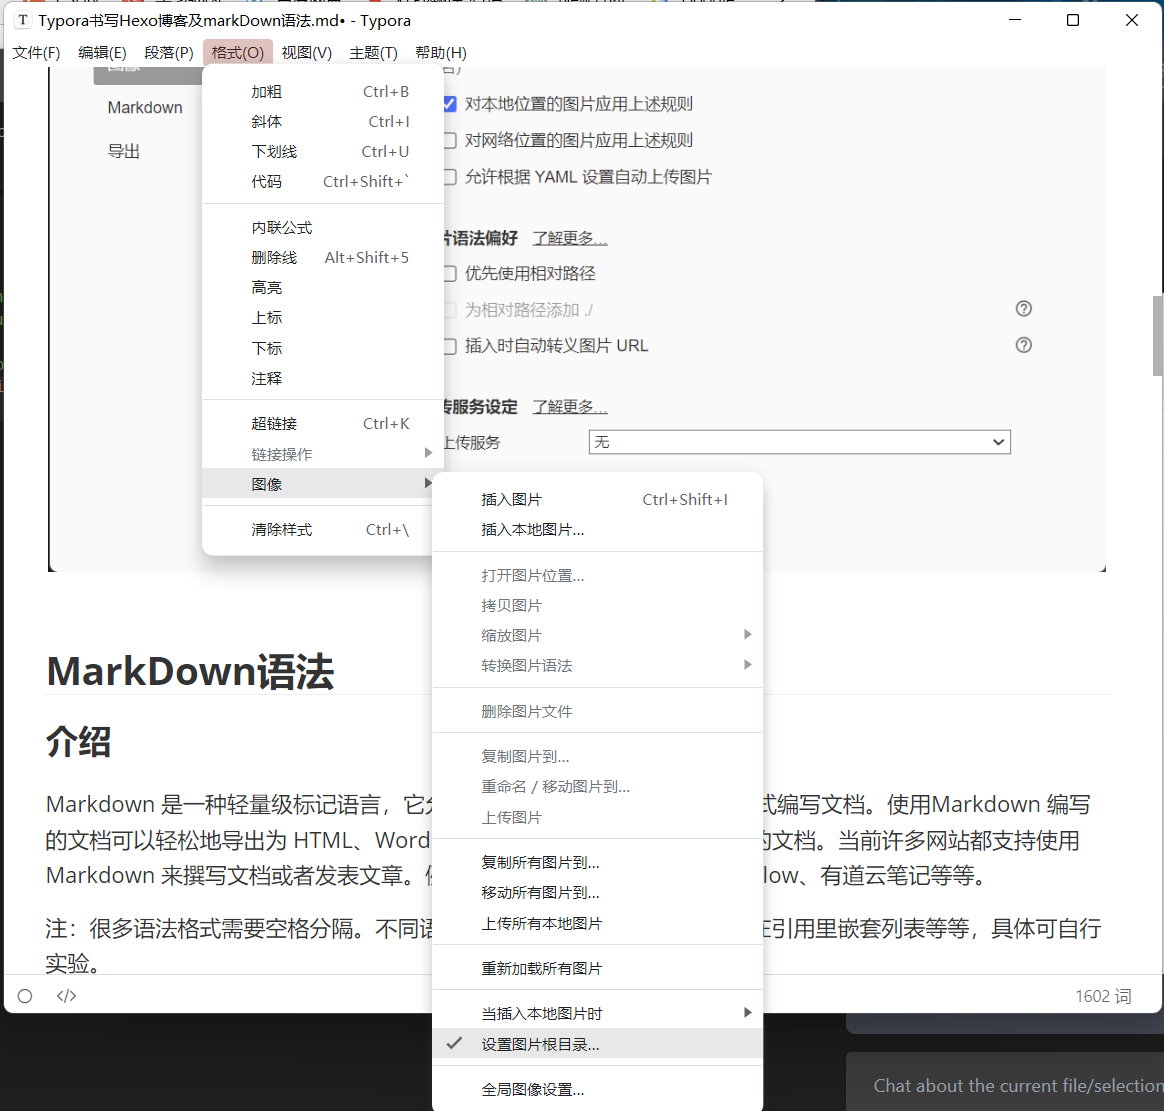 T Typora书写Hexo博客及markDown语法.md• - Typora
文件(F) 编辑(E) 段落(P) 格式(O) 视图(V) 主题(T) 帮助(H)
图像
名)
Markdown
导出
加粗 Ctrl+B
斜体 Ctrl+I
下划线 Ctrl+U
代码 Ctrl+Shift+`
内联公式
删除线 Alt+Shift+5
高亮
上标
下标
注释
超链接 Ctrl+K
链接操作
图像
清除样式 Ctrl+\
对本地位置的图片应用上述规则
对网络位置的图片应用上述规则
允许根据 YAML 设置自动上传图片
片语法偏好 了解更多...
优先使用相对路径
为相对路径添加 ./
插入时自动转义图片 URL
传服务设定 了解更多...
上传服务 无
插入图片 Ctrl+Shift+I
插入本地图片...
打开图片位置...
拷贝图片
缩放图片
转换图片语法
删除图片文件
复制图片到...
重命名 / 移动图片到...
上传图片
复制所有图片到...
移动所有图片到...
上传所有本地图片
重新加载所有图片
当插入本地图片时
设置图片根目录...
全局图像设置...
MarkDown语法
介绍
Markdown 是一种轻量级标记语言，它 式编写文档。使用Markdown 编写
的文档可以轻松地导出为 HTML、Word 的文档。当前许多网站都支持使用
Markdown 来撰写文档或者发表文章。 low、有道云笔记等等。
注：很多语法格式需要空格分隔。不同语 在引用里嵌套列表等等，具体可自行
实验。
</> 1602 词
Chat about the current file/selection